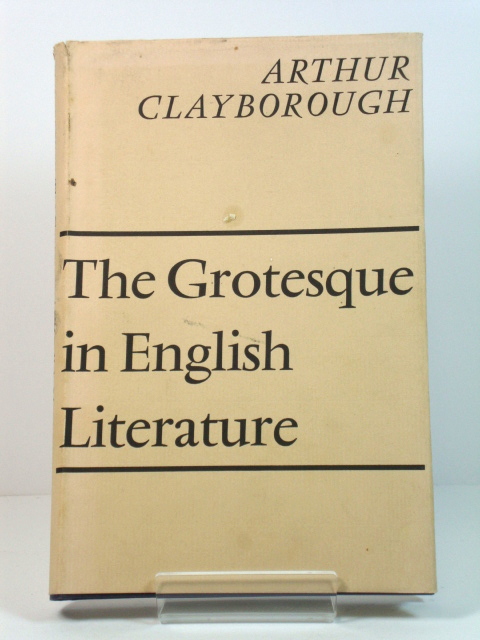 ARTHUR
CLAYBOROUGH
The Grotesque
in English
Literature